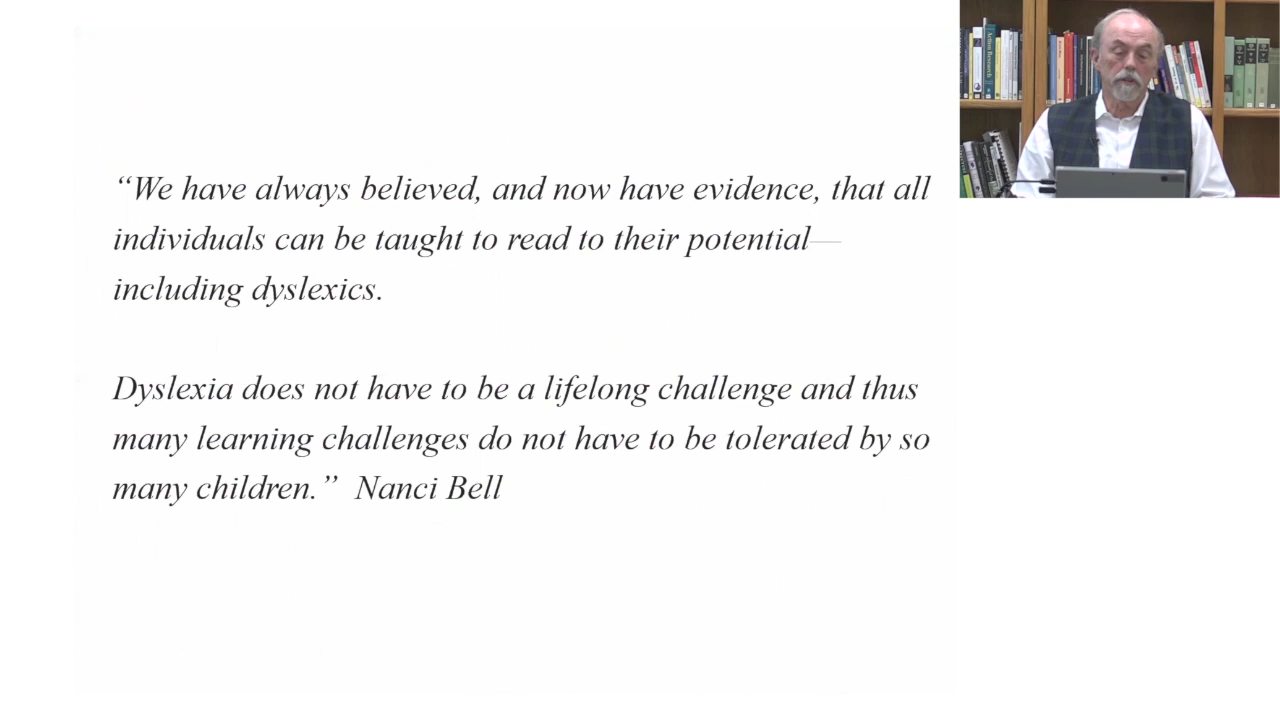 “We have always believed, and now have evidence, that all
individuals can be taught to read to their potential—
including dyslexics.
Dyslexia does not have to be a lifelong challenge and thus
many learning challenges do not have to be tolerated by so
many children.”  Nanci Bell
Action Research